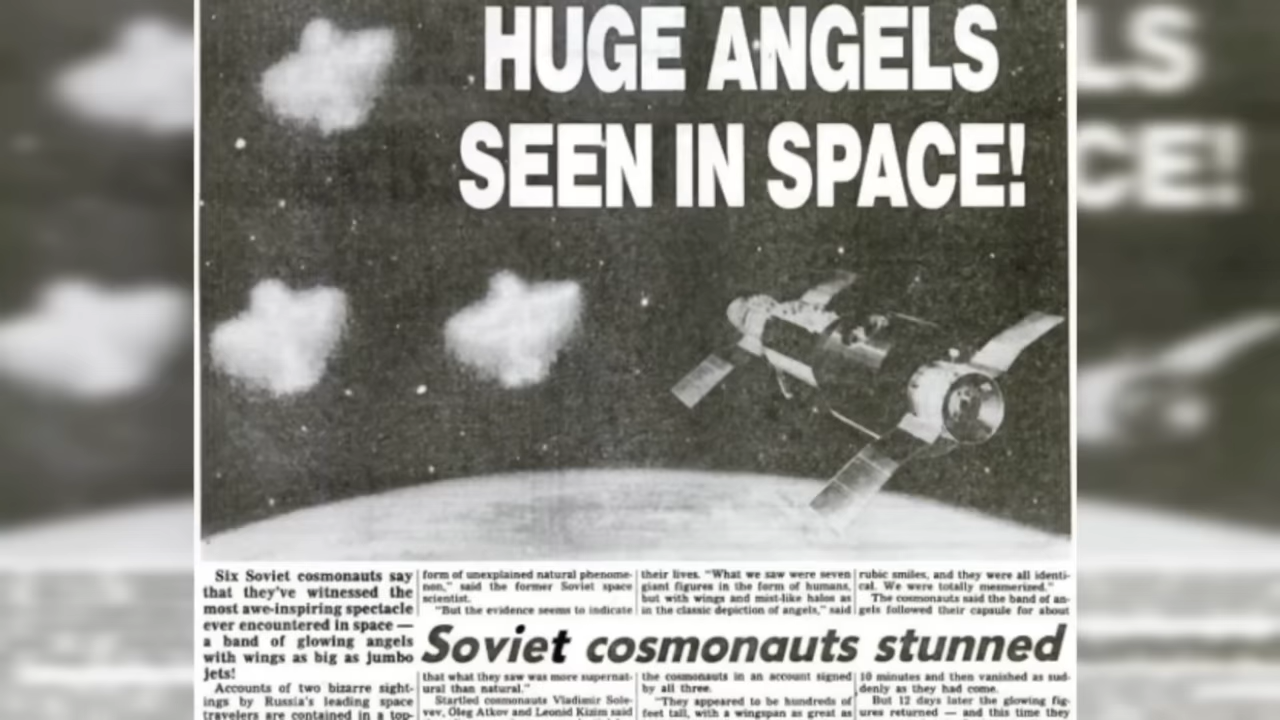 HUGE ANGELS
SEEN IN SPACE!
Six Soviet cosmonauts say
that they've witnessed the
most awe-inspiring spectacle
ever encountered in space —
a band of glowing angels
with wings as big as jumbo
jets!
Accounts of two bizarre sight-
ings by Russia's leading space
travelers are contained in a top-
form of unexplained natural phenome-
non," said the former Soviet space
scientist.
"But the evidence seems to indicate
their lives. "What we saw were seven
giant figures in the form of humans,
but with wings and mist-like halos as
in the classic depiction of angels," said
rubic smiles, and they were all identi-
cal. We were totally mesmerized."
The cosmonauts said the band of an-
gels followed their capsule for about
Soviet cosmonauts stunned
that what they saw was more supernat-
ural than natural."
Startled cosmonauts Vladimir Sole-
vev, Oleg Atkov and Leonid Kizim said
the cosmonauts in an account signed
by all three.
"They appeared to be hundreds of
feet tall, with a wingspan as great as
10 minutes and then vanished as sud-
denly as they had come.
But 12 days later the glowing fig-
ures returned — and this time they
LS
CE!